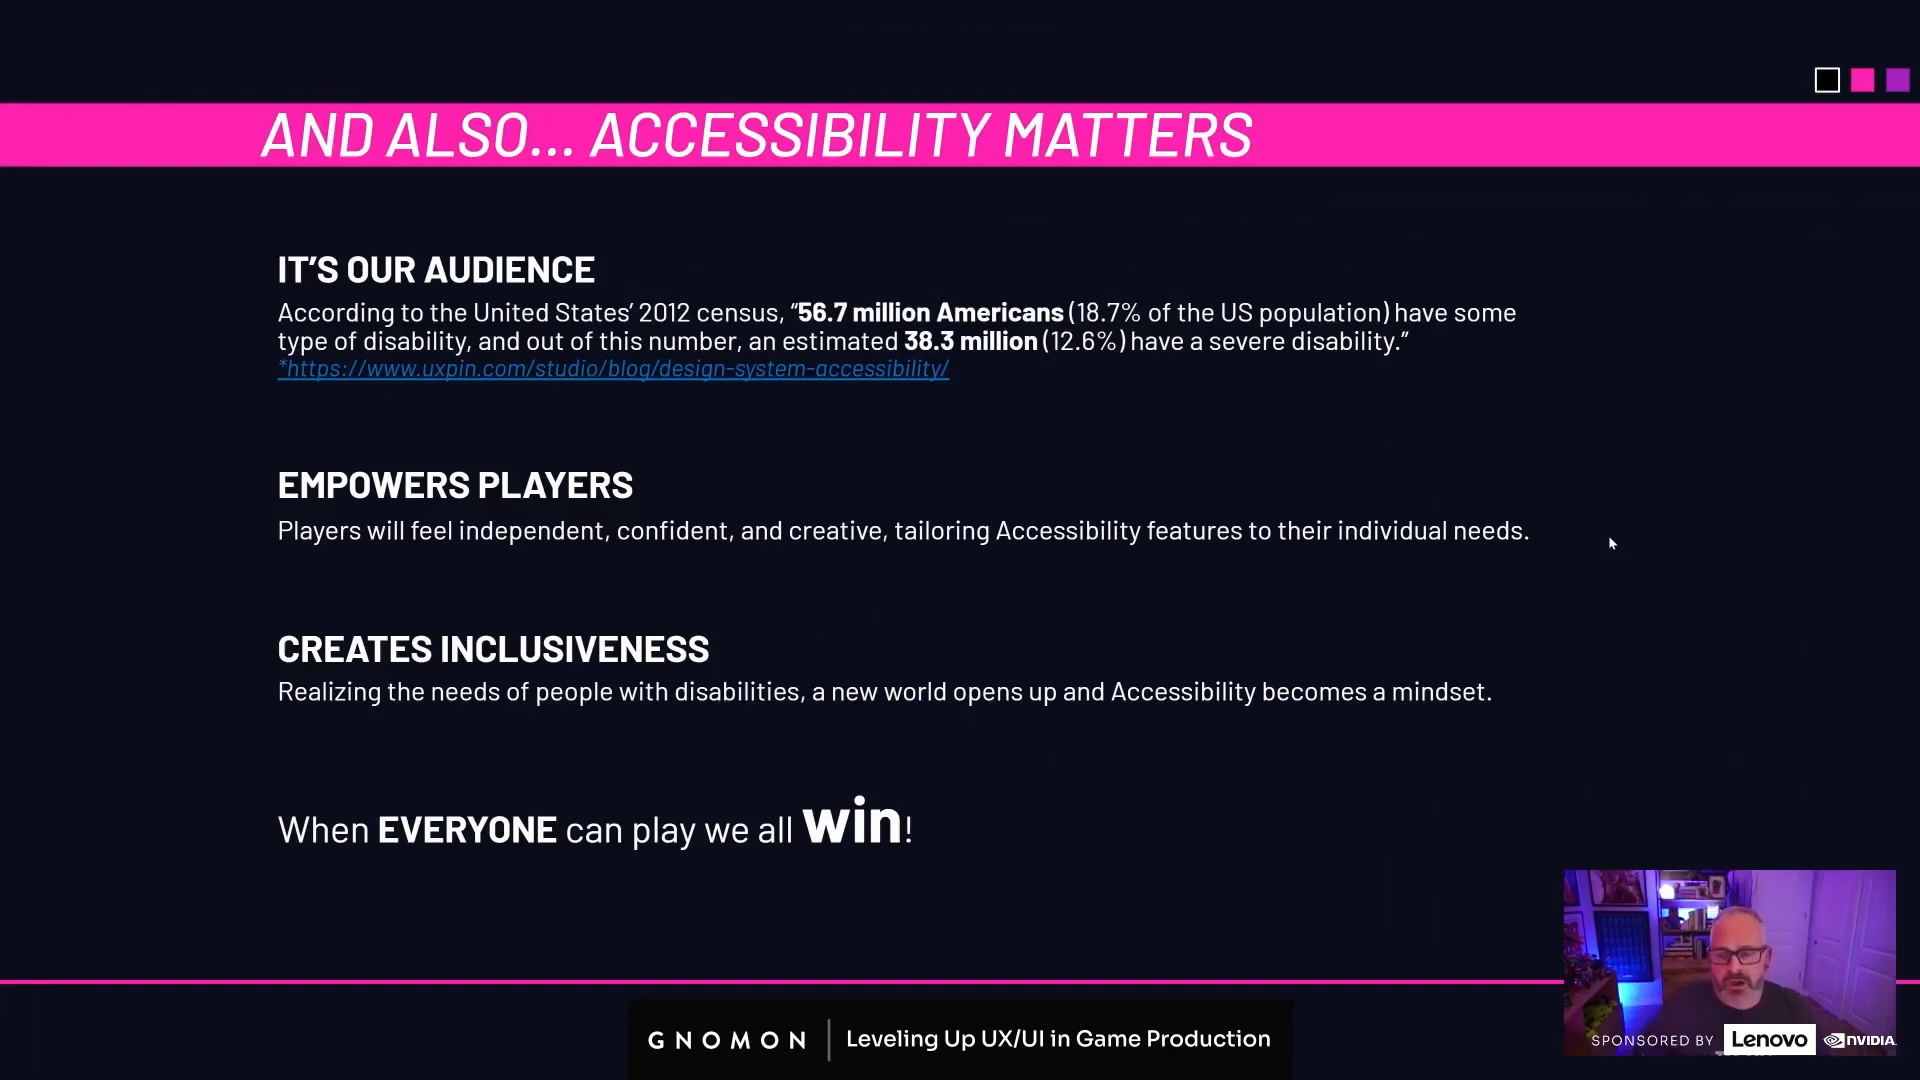 AND ALSO... ACCESSIBILITY MATTERS
IT’S OUR AUDIENCE
According to the United States’ 2012 census, “56.7 million Americans (18.7% of the US population) have some
type of disability, and out of this number, an estimated 38.3 million (12.6%) have a severe disability.”
*https://www.uxpin.com/studio/blog/design-system-accessibility/
EMPOWERS PLAYERS
Players will feel independent, confident, and creative, tailoring Accessibility features to their individual needs.
CREATES INCLUSIVENESS
Realizing the needs of people with disabilities, a new world opens up and Accessibility becomes a mindset.
When EVERYONE can play we all win!
GNOMON | Leveling Up UX/UI in Game Production
SPONSORED BY Lenovo NVIDIA